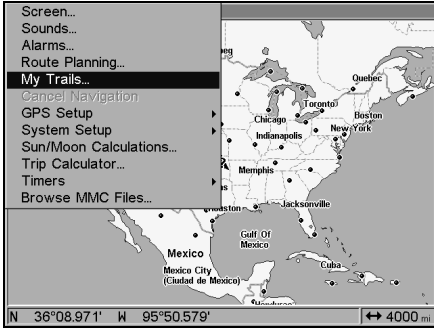 Screen...
Sounds...
Alarms...
Route Planning...
My Trails...
Cancel Navigation
GPS Setup
System Setup
Sun/Moon Calculations...
Trip Calculator...
Timers
Browse MMC Files...
Quebec
Toronto
Boston
Chicago
New York
Indianapolis
Memphis
Jacksonville
Gulf Of
Mexico
Mexico
Cuba
Mexico City
(Ciudad de Mexico)
N 36°08.971' W 95°50.579'
↔ 4000 mi